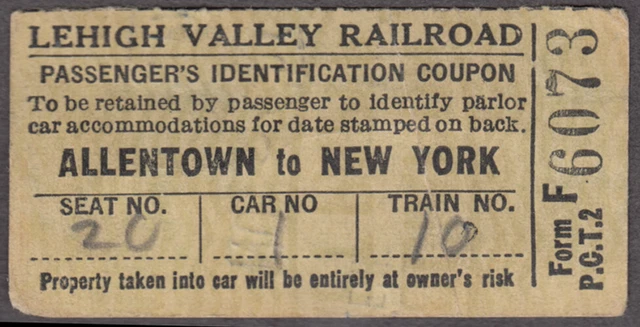 LEHIGH VALLEY RAILROAD
PASSENGER'S IDENTIFICATION COUPON
To be retained by passenger to identify parlor
car accommodations for date stamped on back.
ALLENTOWN to NEW YORK
SEAT NO. CAR NO TRAIN NO.
20 1 10
Property taken into car will be entirely at owner's risk
Form F 6073
P.C.T.2